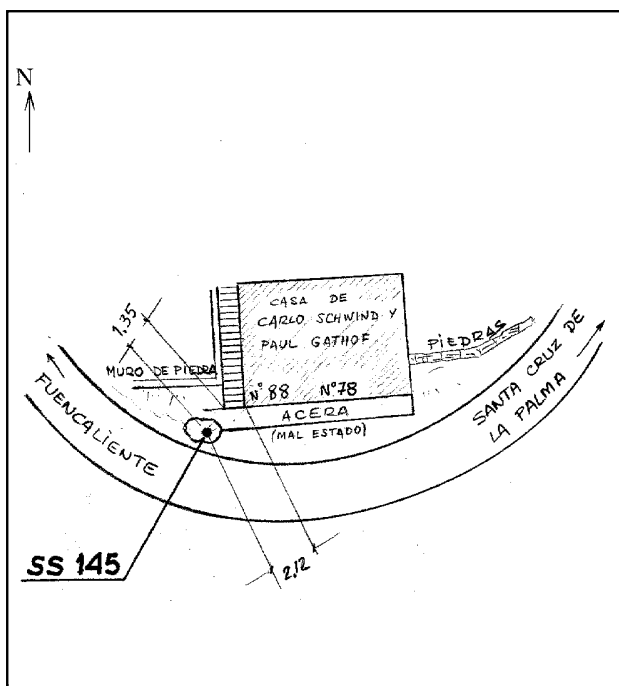 N
1.35
CASA DE
CARLO SCHWIND Y
PAUL GATHOF
PIEDRAS
MURO DE PIEDRA
Nº 88 Nº 78
ACERA
(MAL ESTADO)
FUENCALIENTE
SANTA CRUZ DE
LA PALMA
SS 145
2.12